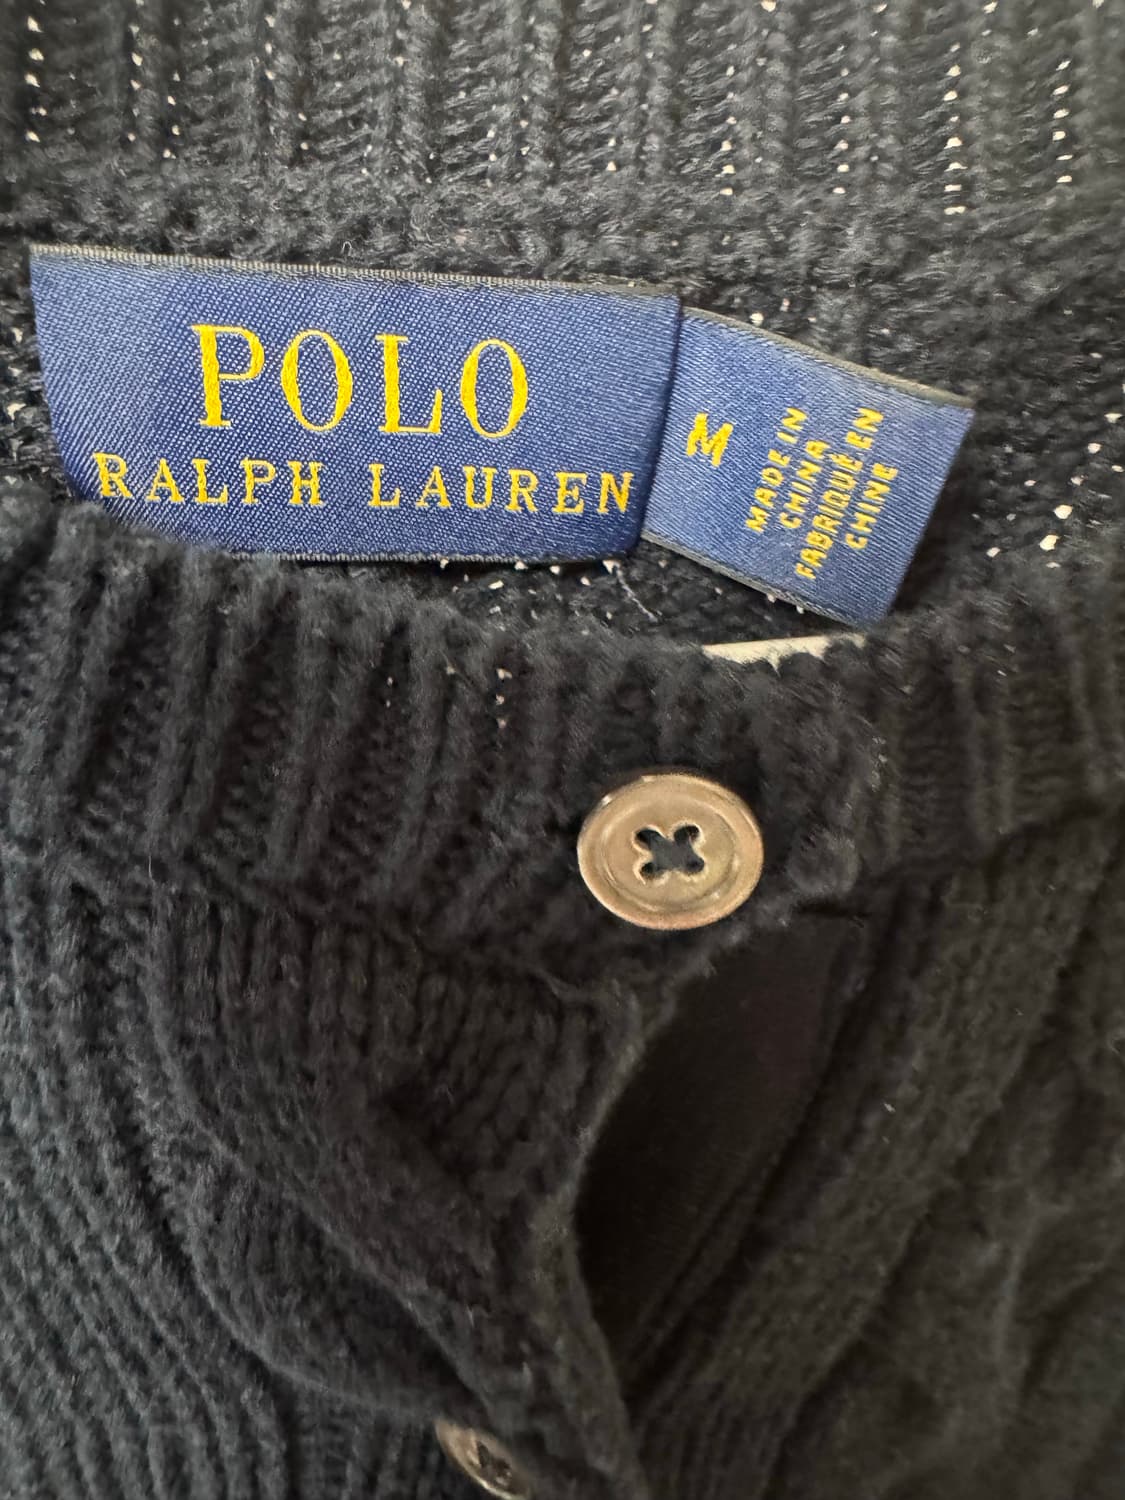 POLO
RALPH LAUREN
M
MADE IN
CHINA
FABRIQUÉ EN
CHINE